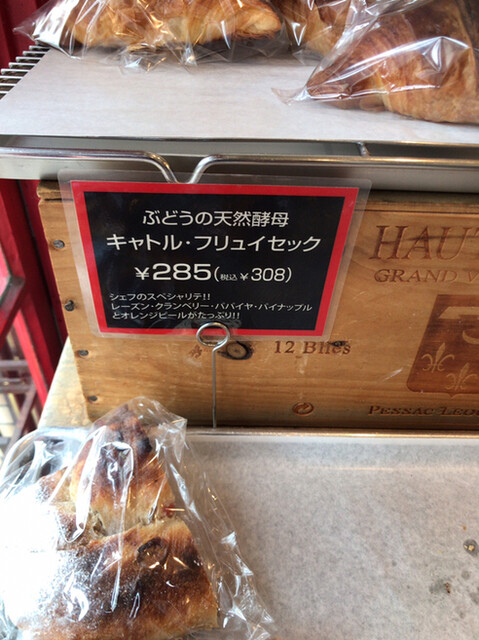 ぶどうの天然酵母
キャトル・フリュイセック
¥285(税込¥308)
シェフのスペシャリテ!!
レーズン・クランベリー・パパイヤ・パイナップル
とオレンジピールがたっぷり!!
HAUT
GRAND V
12 Blles
PESSAC LEO